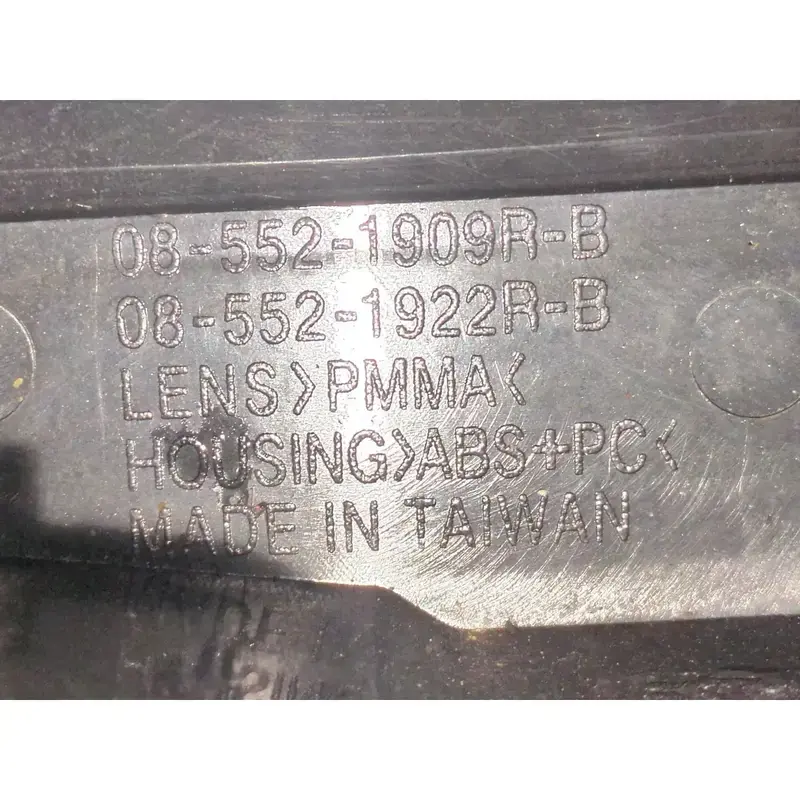 08-552-1909R-B
08-552-1922R-B
LENS>PMMA<
HOUSING>ABS+PC<
MADE IN TAIWAN